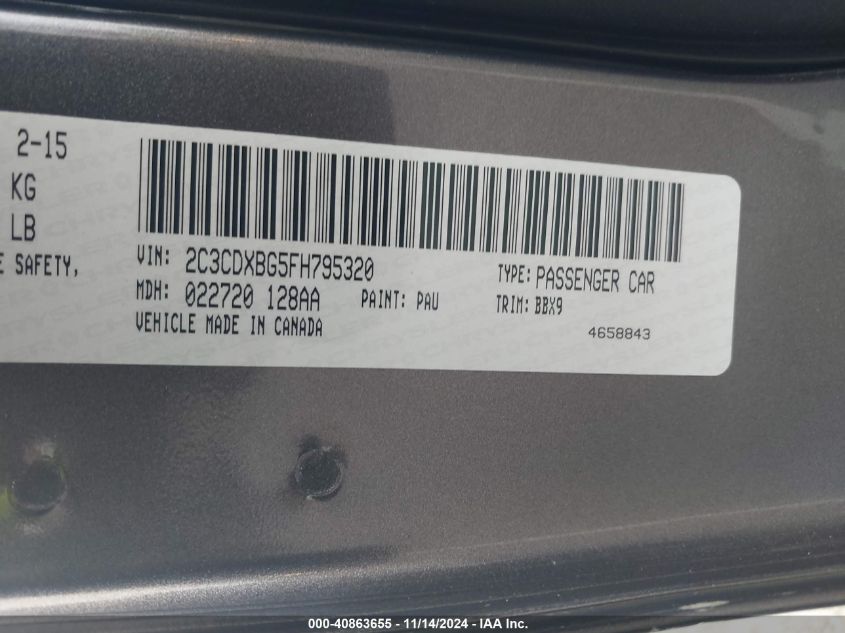 2-15
KG
LB
E SAFETY,
VIN: 2C3CDXBG5FH795320
TYPE: PASSENGER CAR
MDH: 022720 128AA
PAINT: PAU
TRIM: BBX9
VEHICLE MADE IN CANADA
4658843
000-40863655 - 11/14/2024 - IAA Inc.